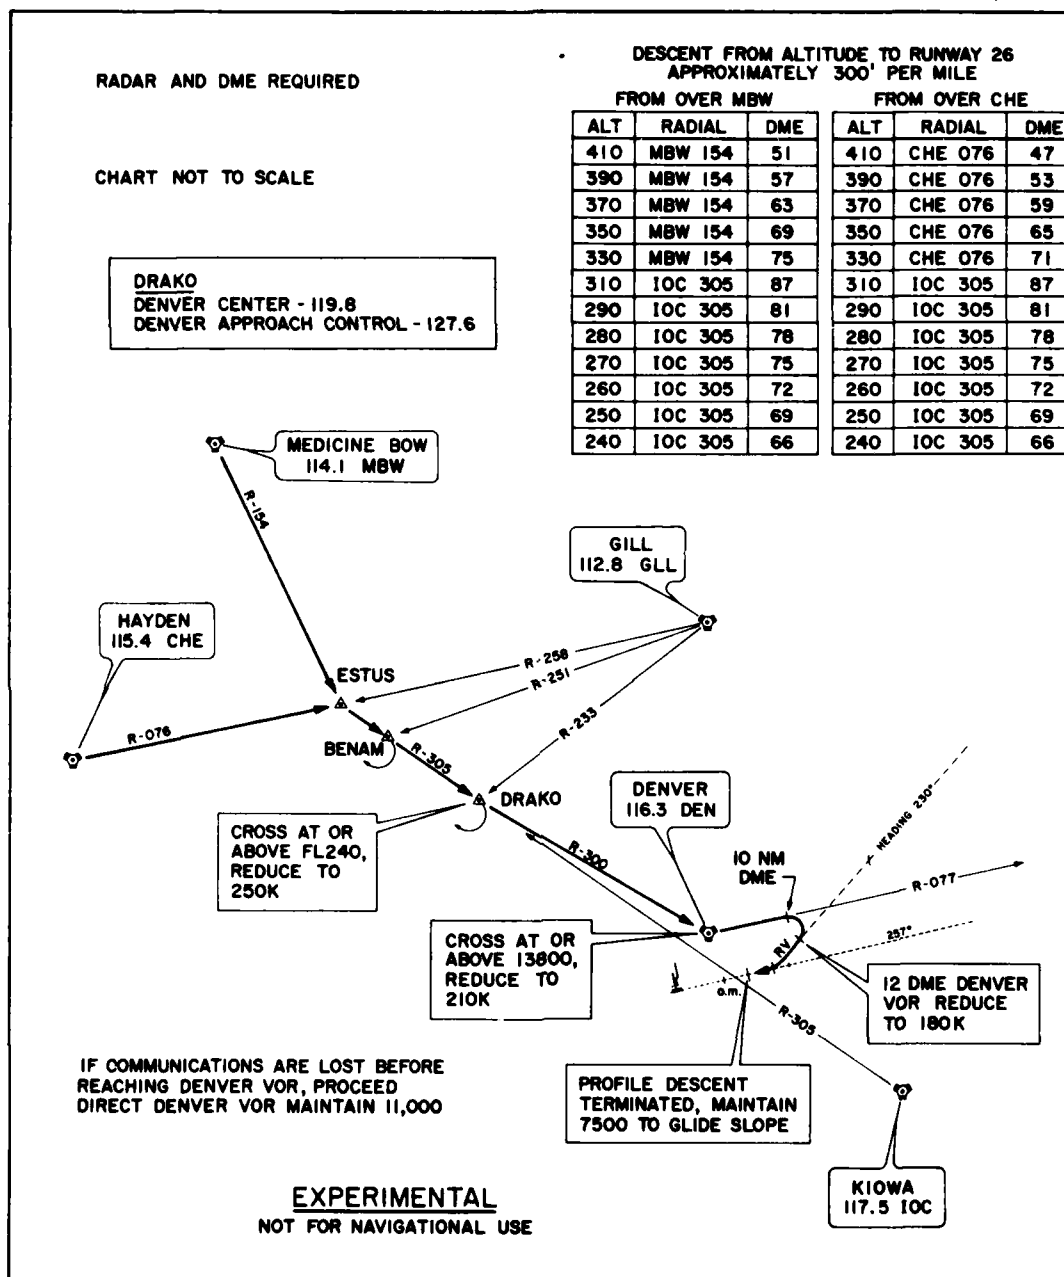 RADAR AND DME REQUIRED
CHART NOT TO SCALE
DRAKO
DENVER CENTER - 119.8
DENVER APPROACH CONTROL - 127.6
DESCENT FROM ALTITUDE TO RUNWAY 26
APPROXIMATELY 300' PER MILE
FROM OVER MBW
ALT RADIAL DME
410 MBW 154 51
390 MBW 154 57
370 MBW 154 63
350 MBW 154 69
330 MBW 154 75
310 IOC 305 87
290 IOC 305 81
280 IOC 305 78
270 IOC 305 75
260 IOC 305 72
250 IOC 305 69
240 IOC 305 66
FROM OVER CHE
ALT RADIAL DME
410 CHE 076 47
390 CHE 076 53
370 CHE 076 59
350 CHE 076 65
330 CHE 076 71
310 IOC 305 87
290 IOC 305 81
280 IOC 305 78
270 IOC 305 75
260 IOC 305 72
250 IOC 305 69
240 IOC 305 66
MEDICINE BOW
114.1 MBW
R-154
GILL
112.8 GLL
HAYDEN
115.4 CHE
R-258
R-251
ESTUS
R-076
R-233
BENAM
R-305
DRAKO
DENVER
116.3 DEN
HEADING 230°
CROSS AT OR
ABOVE FL240,
REDUCE TO
250K
R-300
10 NM
DME
R-077
CROSS AT OR
ABOVE 13800,
REDUCE TO
210K
257°
RV
o.m.
12 DME DENVER
VOR REDUCE
TO 180K
R-305
IF COMMUNICATIONS ARE LOST BEFORE
REACHING DENVER VOR, PROCEED
DIRECT DENVER VOR MAINTAIN 11,000
PROFILE DESCENT
TERMINATED, MAINTAIN
7500 TO GLIDE SLOPE
KIOWA
117.5 IOC
EXPERIMENTAL
NOT FOR NAVIGATIONAL USE